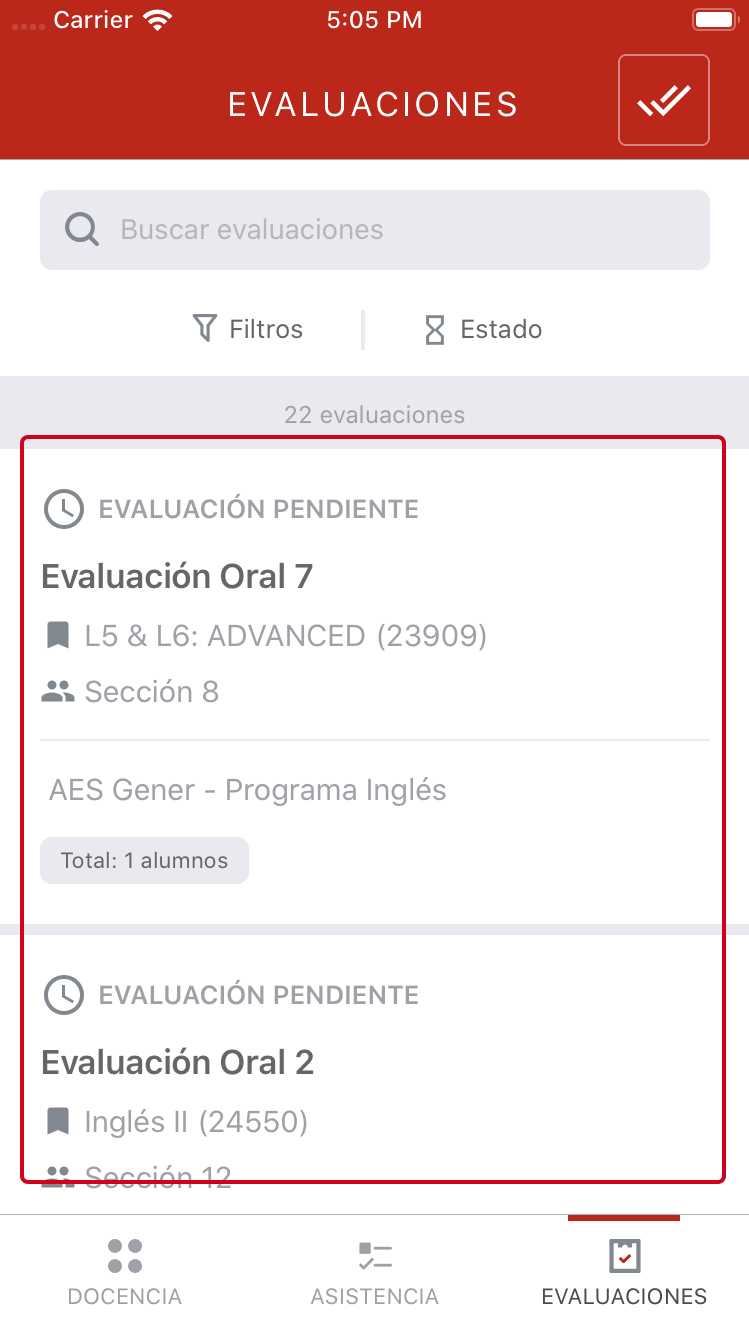 Carrier 5:05 PM
EVALUACIONES
Buscar evaluaciones
Filtros Estado
22 evaluaciones
EVALUACIÓN PENDIENTE
Evaluación Oral 7
L5 & L6: ADVANCED (23909)
Sección 8
AES Gener - Programa Inglés
Total: 1 alumnos
EVALUACIÓN PENDIENTE
Evaluación Oral 2
Inglés II (24550)
Sección 12
DOCENCIA ASISTENCIA EVALUACIONES